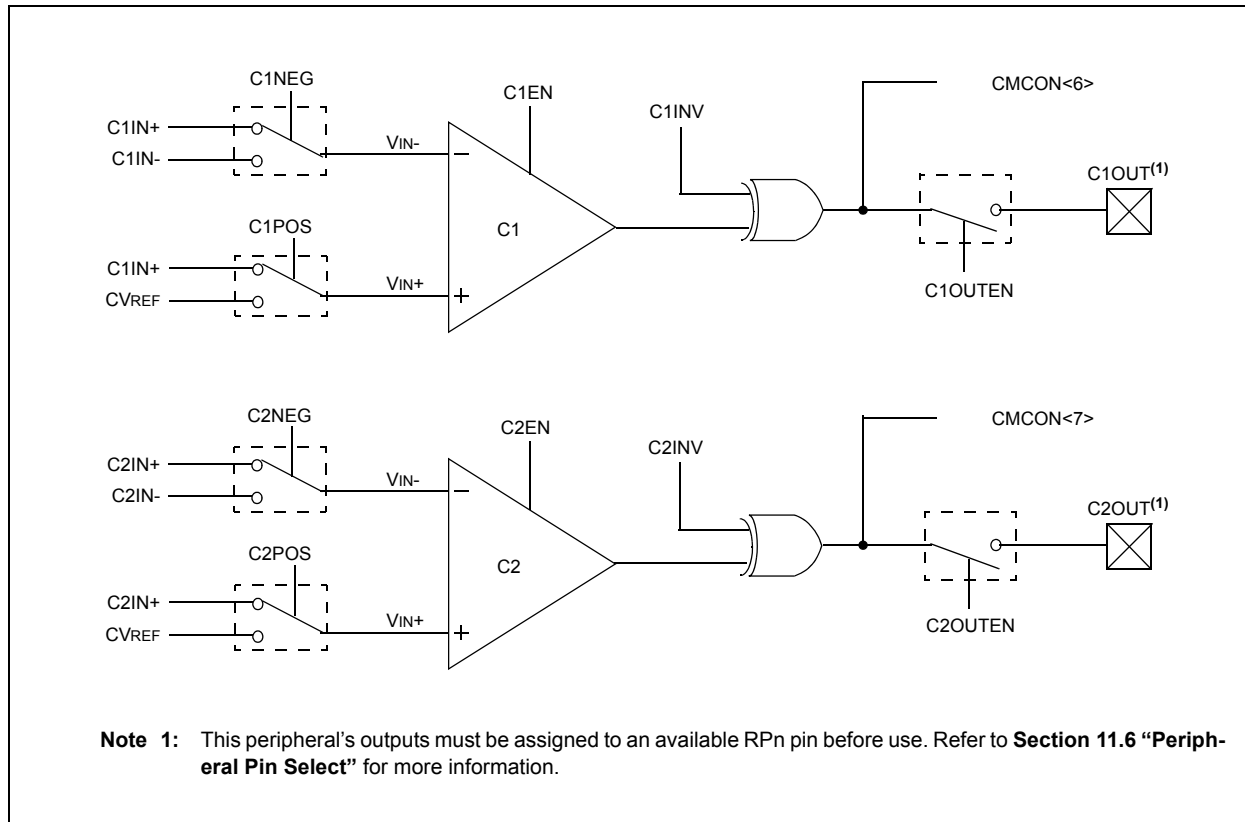 C1NEG
C1EN
C1INV
CMCON<6>
C1IN+
C1IN-
VIN-
−
C1OUT(1)
C1POS
C1
C1IN+
CVREF
VIN+
+
C1OUTEN
C2NEG
C2EN
C2INV
CMCON<7>
C2IN+
C2IN-
VIN-
−
C2OUT(1)
C2POS
C2
C2IN+
CVREF
VIN+
+
C2OUTEN
Note 1: This peripheral’s outputs must be assigned to an available RPn pin before use. Refer to Section 11.6 “Periph-
eral Pin Select” for more information.